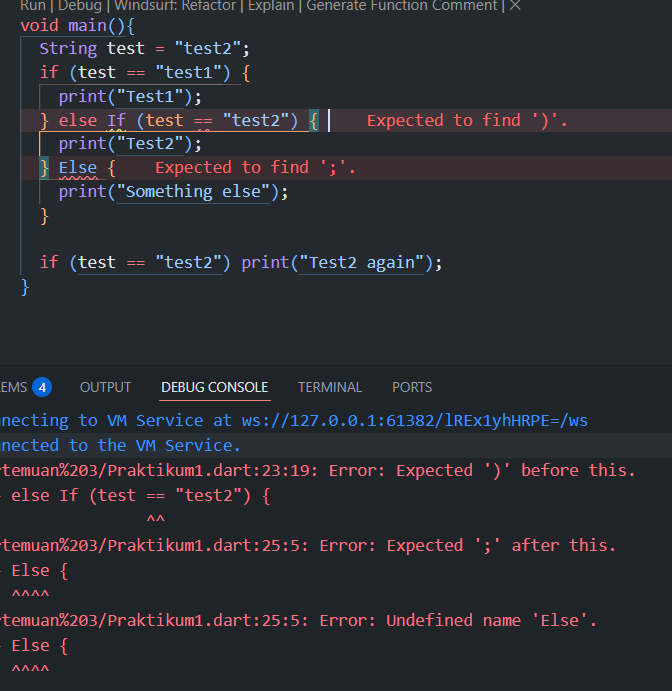 Run | Debug | Windsurf: Refactor | Explain | Generate Function Comment | ✕
void main(){
String test = "test2";
if (test == "test1") {
print("Test1");
} else If (test == "test2") { Expected to find ')'.
print("Test2");
} Else { Expected to find ';'.
print("Something else");
}
if (test == "test2") print("Test2 again");
}
EMS 4 OUTPUT DEBUG CONSOLE TERMINAL PORTS
nnecting to VM Service at ws://127.0.0.1:61382/lREx1yhHRPE=/ws
nnected to the VM Service.
rtemuan%203/Praktikum1.dart:23:19: Error: Expected ')' before this.
else If (test == "test2") {
^^
rtemuan%203/Praktikum1.dart:25:5: Error: Expected ';' after this.
Else {
^^^^
rtemuan%203/Praktikum1.dart:25:5: Error: Undefined name 'Else'.
Else {
^^^^